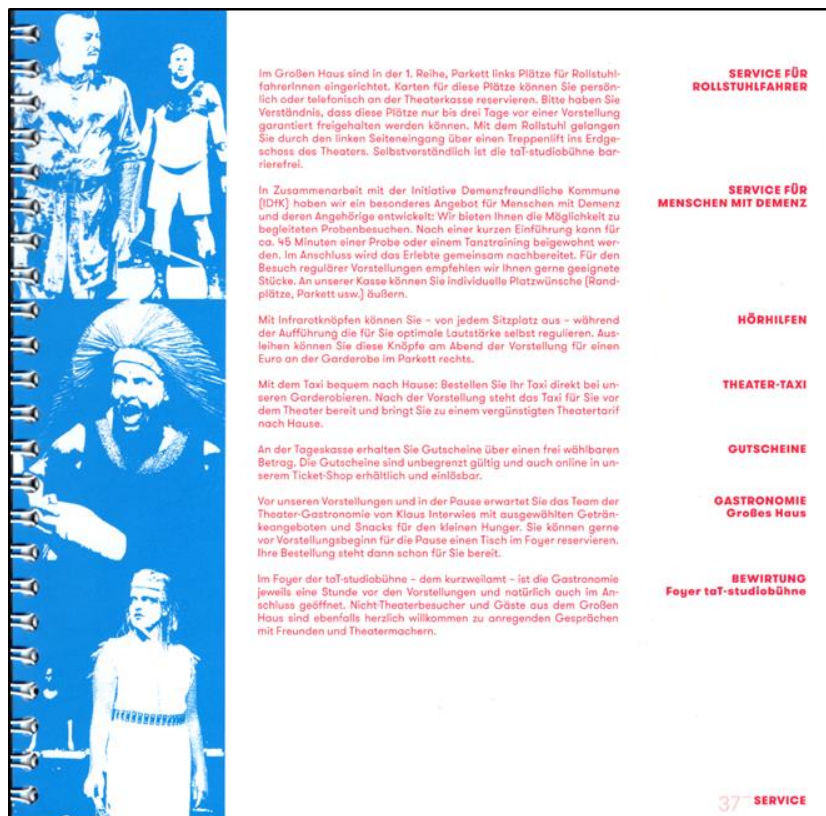 Im Großen Haus sind in der 1. Reihe, Parkett links Plätze für Rollstuhl-
fahrerInnen eingerichtet. Karten für diese Plätze können Sie persön-
lich oder telefonisch an der Theaterkasse reservieren. Bitte haben Sie
Verständnis, dass diese Plätze nur bis drei Tage vor einer Vorstellung
garantiert freigehalten werden können. Mit dem Rollstuhl gelangen
Sie durch den linken Seiteneingang über einen Treppenlift ins Erdge-
schoss des Theaters. Selbstverständlich ist die taT-studiobühne bar-
rierefrei.
SERVICE FÜR
ROLLSTUHLFAHRER
In Zusammenarbeit mit der Initiative Demenzfreundliche Kommune
(IDfK) haben wir ein besonderes Angebot für Menschen mit Demenz
und deren Angehörige entwickelt: Wir bieten Ihnen die Möglichkeit zu
begleiteten Probenbesuchen. Nach einer kurzen Einführung kann für
ca. 45 Minuten einer Probe oder einem Tanztraining beigewohnt wer-
den. Im Anschluss wird das Erlebte gemeinsam nachbereitet. Für den
Besuch regulärer Vorstellungen empfehlen wir Ihnen gerne geeignete
Stücke. An unserer Kasse können Sie individuelle Platzwünsche (Rand-
plätze, Parkett usw.) äußern.
SERVICE FÜR
MENSCHEN MIT DEMENZ
Mit Infrarotknöpfen können Sie – von jedem Sitzplatz aus – während
der Aufführung die für Sie optimale Lautstärke selbst regulieren. Aus-
leihen können Sie diese Knöpfe am Abend der Vorstellung für einen
Euro an der Garderobe im Parkett rechts.
HÖRHILFEN
Mit dem Taxi bequem nach Hause: Bestellen Sie Ihr Taxi direkt bei un-
seren Garderobieren. Nach der Vorstellung steht das Taxi für Sie vor
dem Theater bereit und bringt Sie zu einem vergünstigten Theatertarif
nach Hause.
THEATER-TAXI
An der Tageskasse erhalten Sie Gutscheine über einen frei wählbaren
Betrag. Die Gutscheine sind unbegrenzt gültig und auch online in un-
serem Ticket-Shop erhältlich und einlösbar.
GUTSCHEINE
Vor unseren Vorstellungen und in der Pause erwartet Sie das Team der
Theater-Gastronomie von Klaus Interwies mit ausgewählten Geträn-
keangeboten und Snacks für den kleinen Hunger. Sie können gerne
vor Vorstellungsbeginn für die Pause einen Tisch im Foyer reservieren.
Ihre Bestellung steht dann schon für Sie bereit.
GASTRONOMIE
Großes Haus
Im Foyer der taT-studiobühne – dem kurzweilamt – ist die Gastronomie
jeweils eine Stunde vor den Vorstellungen und natürlich auch im An-
schluss geöffnet. Nicht-Theaterbesucher und Gäste aus dem Großen
Haus sind ebenfalls herzlich willkommen zu anregenden Gesprächen
mit Freunden und Theatermachern.
BEWIRTUNG
Foyer taT-studiobühne
37 SERVICE